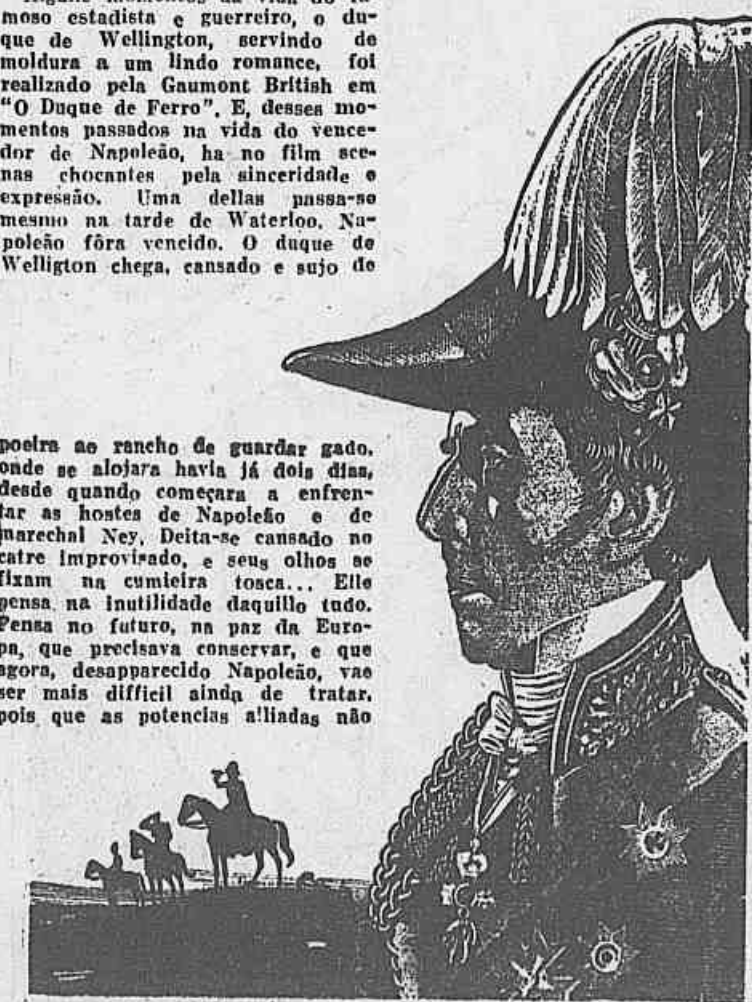 moso estadista e guerreiro, o du-
que de Wellington, servindo de
moldura a um lindo romance, foi
realizado pela Gaumont British em
"O Duque de Ferro". E, desses mo-
mentos passados na vida do vence-
dor de Napoleão, ha no film sce-
nas chocantes pela sinceridade e
expressão. Uma dellas passa-se
mesmo na tarde de Waterloo. Na-
poleão fôra vencido. O duque de
Welligton chega, cansado e sujo de
poeira ao rancho de guardar gado,
onde se alojara havia já dois dias,
desde quando começara a enfren-
tar as hostes de Napoleão e de
marechal Ney. Deita-se cansado no
catre improvisado, e seus olhos se
fixam na cumieira tosca... Elle
pensa na inutilidade daquillo tudo.
Pensa no futuro, na paz da Euro-
pa, que precisava conservar, e que
agora, desapparecido Napoleão, vae
ser mais difficil ainda de tratar,
pois que as potencias alliadas não